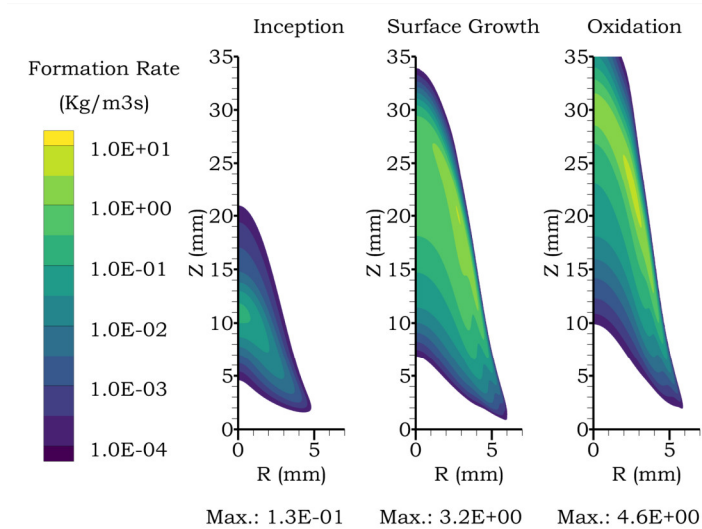 Inception
Surface Growth
Oxidation
Formation Rate
(Kg/m3s)
1.0E+01
1.0E+00
1.0E-01
1.0E-02
1.0E-03
1.0E-04
35
30
25
20
15
10
5
0
Z (mm)
5
R (mm)
Max.: 1.3E-01
35
30
25
20
15
10
5
0
Z (mm)
5
R (mm)
Max.: 3.2E+00
35
30
25
20
15
10
5
0
Z (mm)
5
R (mm)
Max.: 4.6E+00